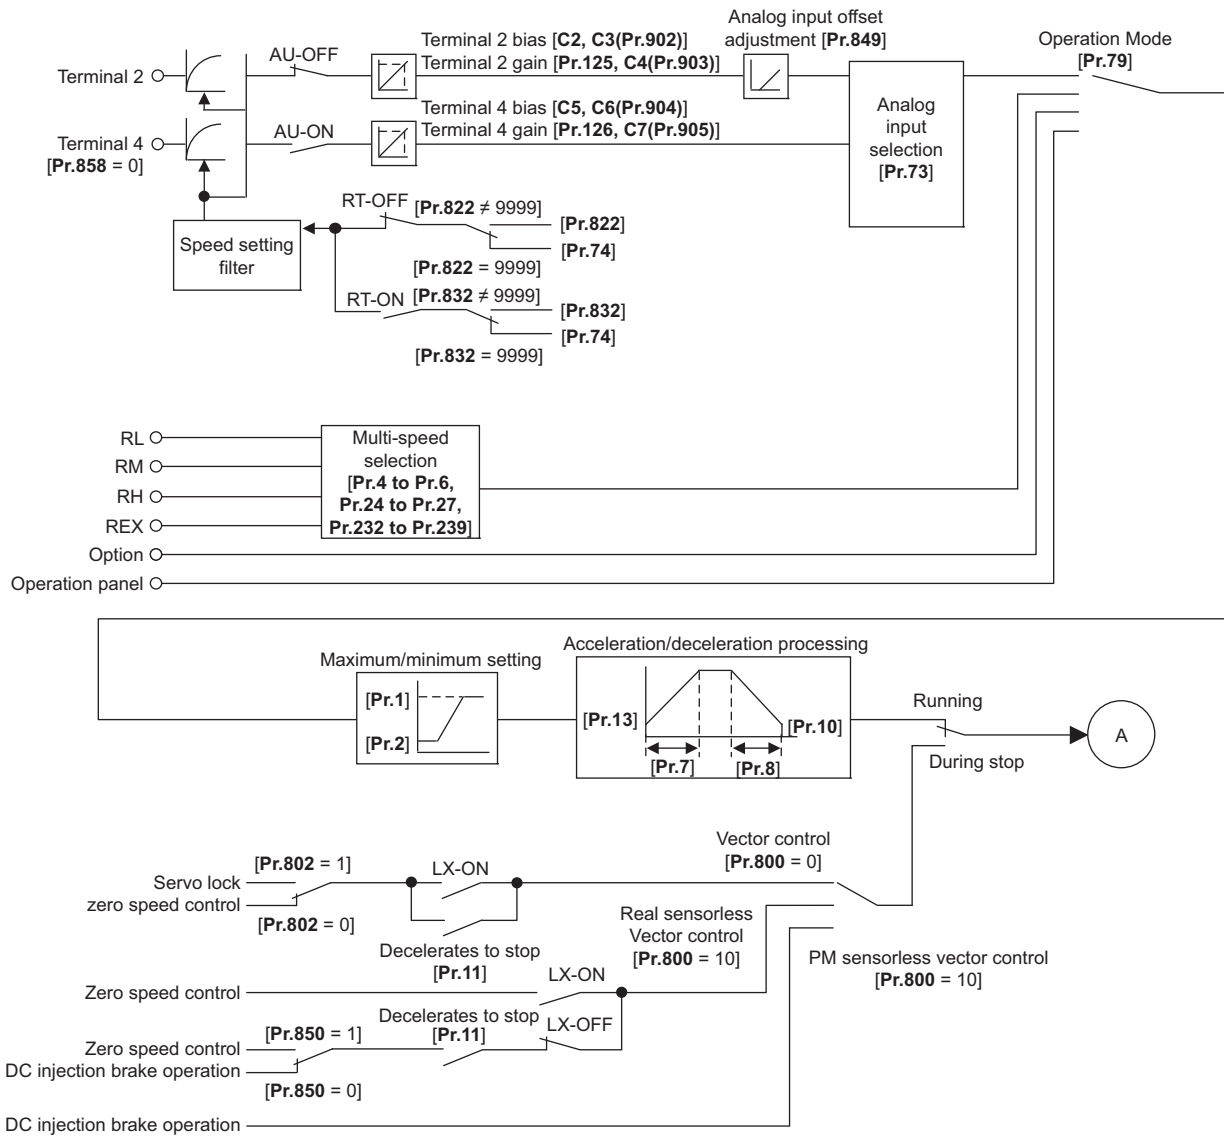 Analog input offset
adjustment [Pr.849]
Operation Mode
[Pr.79]
AU-OFF
Terminal 2 bias [C2, C3(Pr.902)]
Terminal 2 gain [Pr.125, C4(Pr.903)]
Terminal 2
Terminal 4 bias [C5, C6(Pr.904)]
Terminal 4 gain [Pr.126, C7(Pr.905)]
AU-ON
Terminal 4
[Pr.858 = 0]
Analog
input
selection
[Pr.73]
RT-OFF
[Pr.822 ≠ 9999]
[Pr.822]
[Pr.74]
[Pr.822 = 9999]
Speed setting
filter
RT-ON
[Pr.832 ≠ 9999]
[Pr.832]
[Pr.74]
[Pr.832 = 9999]
RL
RM
RH
REX
Multi-speed
selection
[Pr.4 to Pr.6,
Pr.24 to Pr.27,
Pr.232 to Pr.239]
Option
Operation panel
Maximum/minimum setting
[Pr.1]
[Pr.2]
Acceleration/deceleration processing
[Pr.13]
[Pr.10]
[Pr.7]
[Pr.8]
Running
During stop
A
Vector control
[Pr.800 = 0]
[Pr.802 = 1]
LX-ON
Servo lock
zero speed control
[Pr.802 = 0]
Decelerates to stop
[Pr.11]
Real sensorless
Vector control
[Pr.800 = 10]
PM sensorless vector control
[Pr.800 = 10]
LX-ON
Zero speed control
Decelerates to stop
[Pr.11]
LX-OFF
[Pr.850 = 1]
Zero speed control
DC injection brake operation
[Pr.850 = 0]
DC injection brake operation